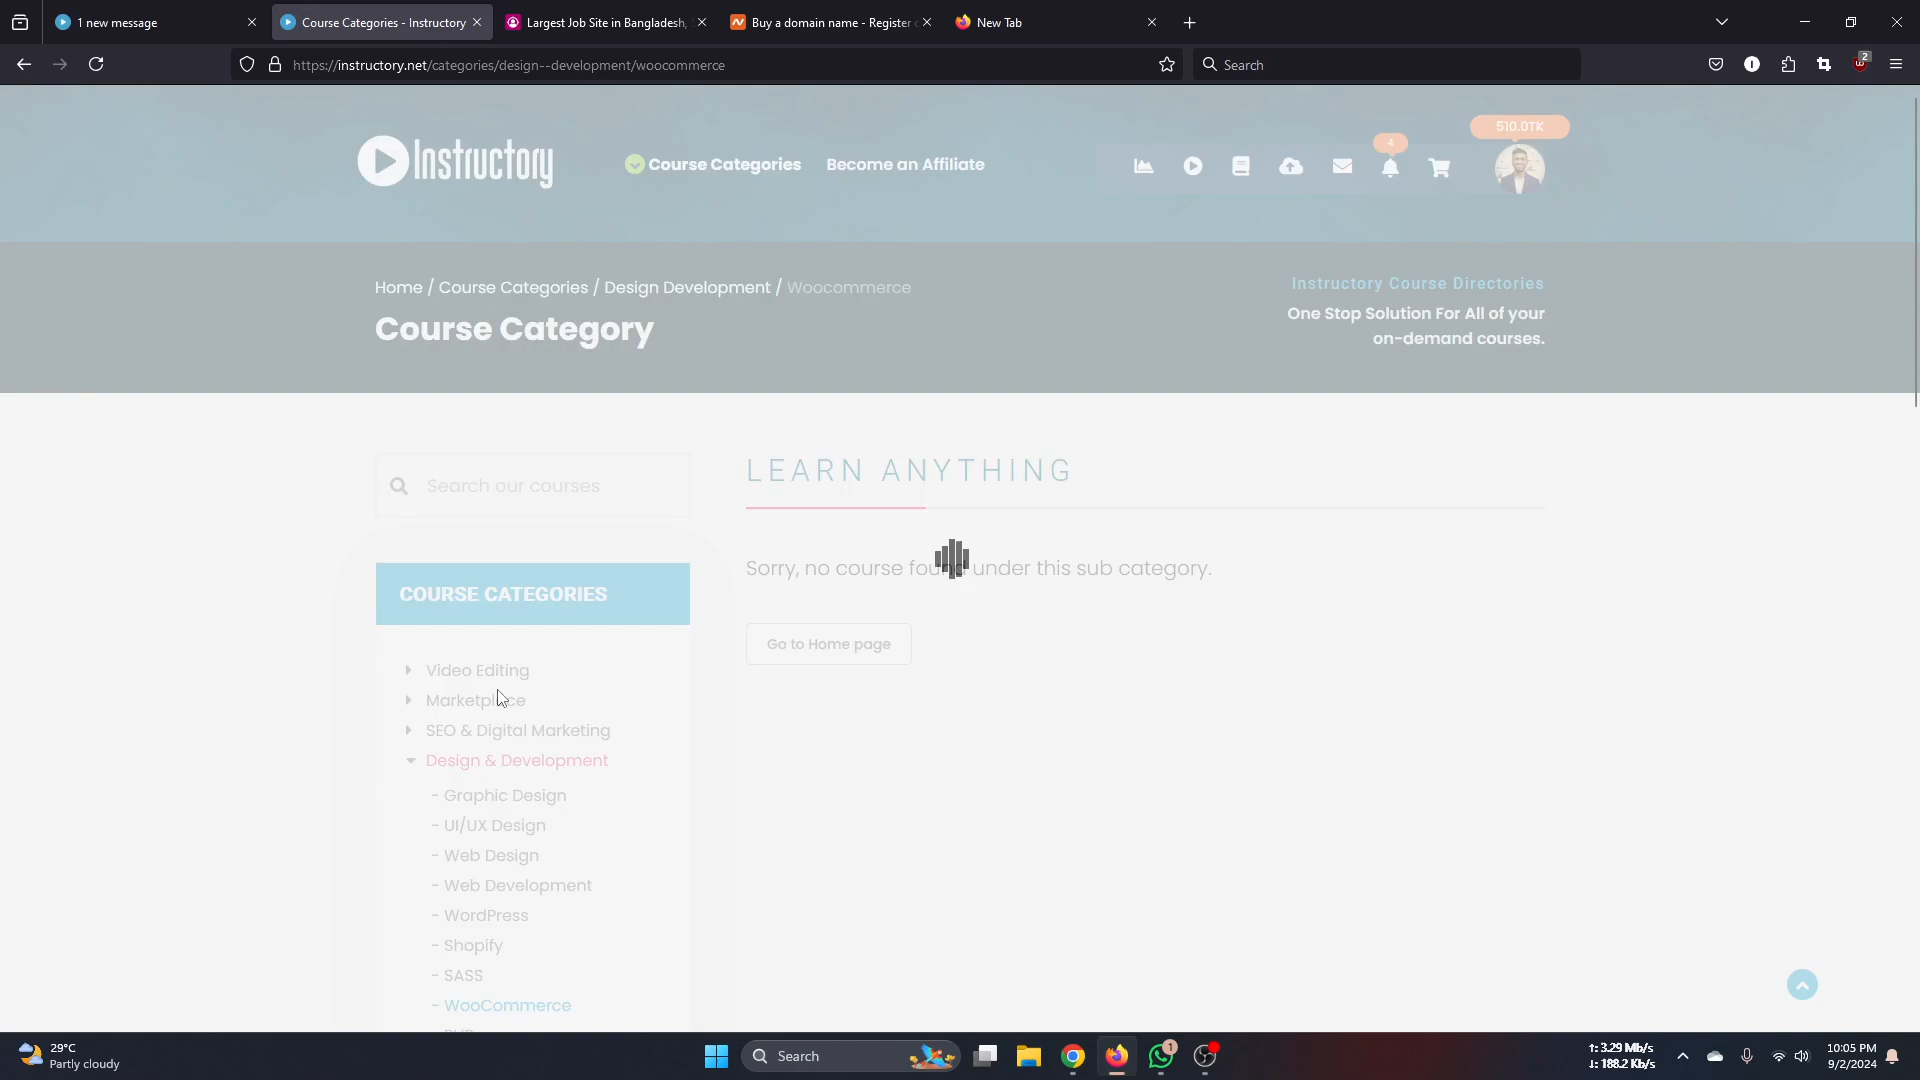 1 new message
Course Categories - Instructory
Largest Job Site in Bangladesh,
Buy a domain name - Register
New Tab
https://instructory.net/categories/design--development/woocommerce
Search
2
Instructory
Course Categories
Become an Affiliate
4
510.0TK
Home / Course Categories / Design Development / Woocommerce
Course Category
Instructory Course Directories
One Stop Solution For All of your
on-demand courses.
Search our courses
LEARN ANYTHING
Sorry, no course found under this sub category.
Go to Home page
COURSE CATEGORIES
Video Editing
Marketplace
SEO & Digital Marketing
Design & Development
- Graphic Design
- UI/UX Design
- Web Design
- Web Development
- WordPress
- Shopify
- SASS
- WooCommerce
29°C
Partly cloudy
Search
1
↑: 3.29 Mb/s
↓: 188.2 Kb/s
10:05 PM
9/2/2024